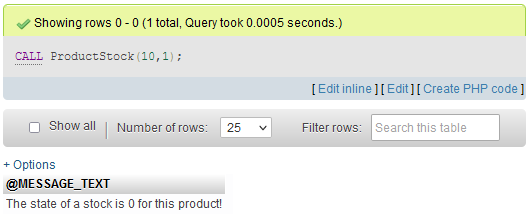 Showing rows 0 - 0 (1 total, Query took 0.0005 seconds.)
CALL ProductStock(10,1);
[ Edit inline ] [ Edit ] [ Create PHP code ]
Show all | Number of rows: 25 Filter rows: Search this table
+ Options
@MESSAGE_TEXT
The state of a stock is 0 for this product!